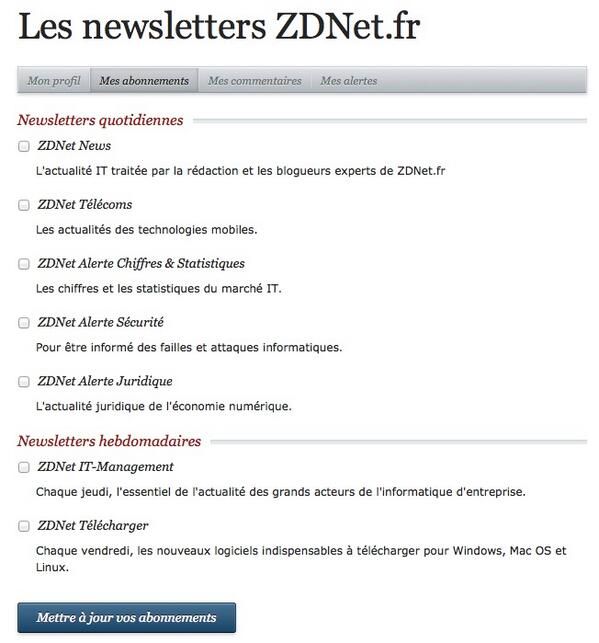 Les newsletters ZDNet.fr
Mon profil Mes abonnements Mes commentaires Mes alertes
Newsletters quotidiennes
ZDNet News
L'actualité IT traitée par la rédaction et les blogueurs experts de ZDNet.fr
ZDNet Télécoms
Les actualités des technologies mobiles.
ZDNet Alerte Chiffres & Statistiques
Les chiffres et les statistiques du marché IT.
ZDNet Alerte Sécurité
Pour être informé des failles et attaques informatiques.
ZDNet Alerte Juridique
L'actualité juridique de l'économie numérique.
Newsletters hebdomadaires
ZDNet IT-Management
Chaque jeudi, l'essentiel de l'actualité des grands acteurs de l'informatique d'entreprise.
ZDNet Télécharger
Chaque vendredi, les nouveaux logiciels indispensables à télécharger pour Windows, Mac OS et
Linux.
Mettre à jour vos abonnements